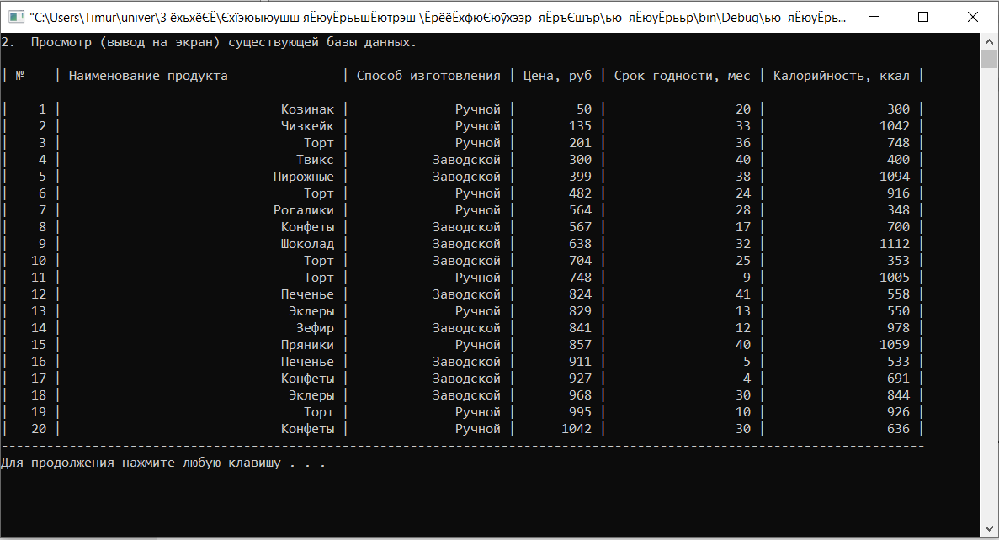 "C:\Users\Timur\univer\3 ёхьхёЄЁ\Єхїэюыюушш яЁюуЁрььшЁютрэш \ЁрёёЁхфюЄюўхээр  яЁръЄшър\ью  яЁюуЁрььр\bin\Debug\ью  яЁюуЁрь...
2.  Просмотр (вывод на экран) существующей базы данных.
| № | Наименование продукта | Способ изготовления | Цена, руб | Срок годности, мес | Калорийность, ккал |
--------------------------------------------------------------------------------------------------------------------------
| 1 | Козинак | Ручной | 50 | 20 | 300 |
| 2 | Чизкейк | Ручной | 135 | 33 | 1042 |
| 3 | Торт | Ручной | 201 | 36 | 748 |
| 4 | Твикс | Заводской | 300 | 40 | 400 |
| 5 | Пирожные | Заводской | 399 | 38 | 1094 |
| 6 | Торт | Ручной | 482 | 24 | 916 |
| 7 | Рогалики | Ручной | 564 | 28 | 348 |
| 8 | Конфеты | Заводской | 567 | 17 | 700 |
| 9 | Шоколад | Заводской | 638 | 32 | 1112 |
| 10 | Торт | Заводской | 704 | 25 | 353 |
| 11 | Торт | Ручной | 748 | 9 | 1005 |
| 12 | Печенье | Заводской | 824 | 41 | 558 |
| 13 | Эклеры | Ручной | 829 | 13 | 550 |
| 14 | Зефир | Заводской | 841 | 12 | 978 |
| 15 | Пряники | Ручной | 857 | 40 | 1059 |
| 16 | Печенье | Заводской | 911 | 5 | 533 |
| 17 | Конфеты | Заводской | 927 | 4 | 691 |
| 18 | Эклеры | Заводской | 968 | 30 | 844 |
| 19 | Торт | Ручной | 995 | 10 | 926 |
| 20 | Конфеты | Ручной | 1042 | 30 | 636 |
--------------------------------------------------------------------------------------------------------------------------
Для продолжения нажмите любую клавишу . . .